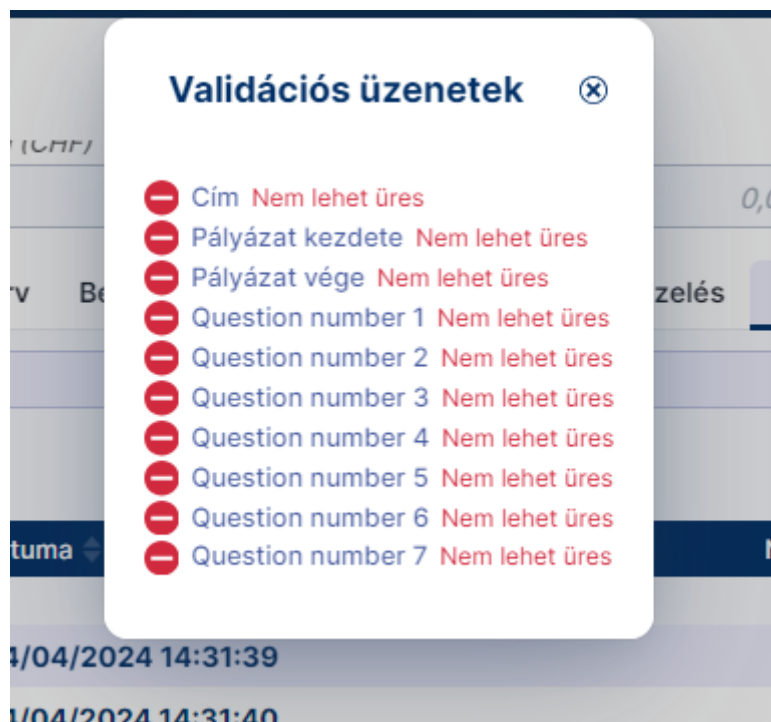 Validációs üzenetek
(CHF)
Cím Nem lehet üres
0,0
Pályázat kezdete Nem lehet üres
Pályázat vége Nem lehet üres
rv Be zelés
Question number 1 Nem lehet üres
Question number 2 Nem lehet üres
Question number 3 Nem lehet üres
Question number 4 Nem lehet üres
Question number 5 Nem lehet üres
Question number 6 Nem lehet üres
tuma
Question number 7 Nem lehet üres
4/04/2024 14:31:39
4/04/2024 14:31:40